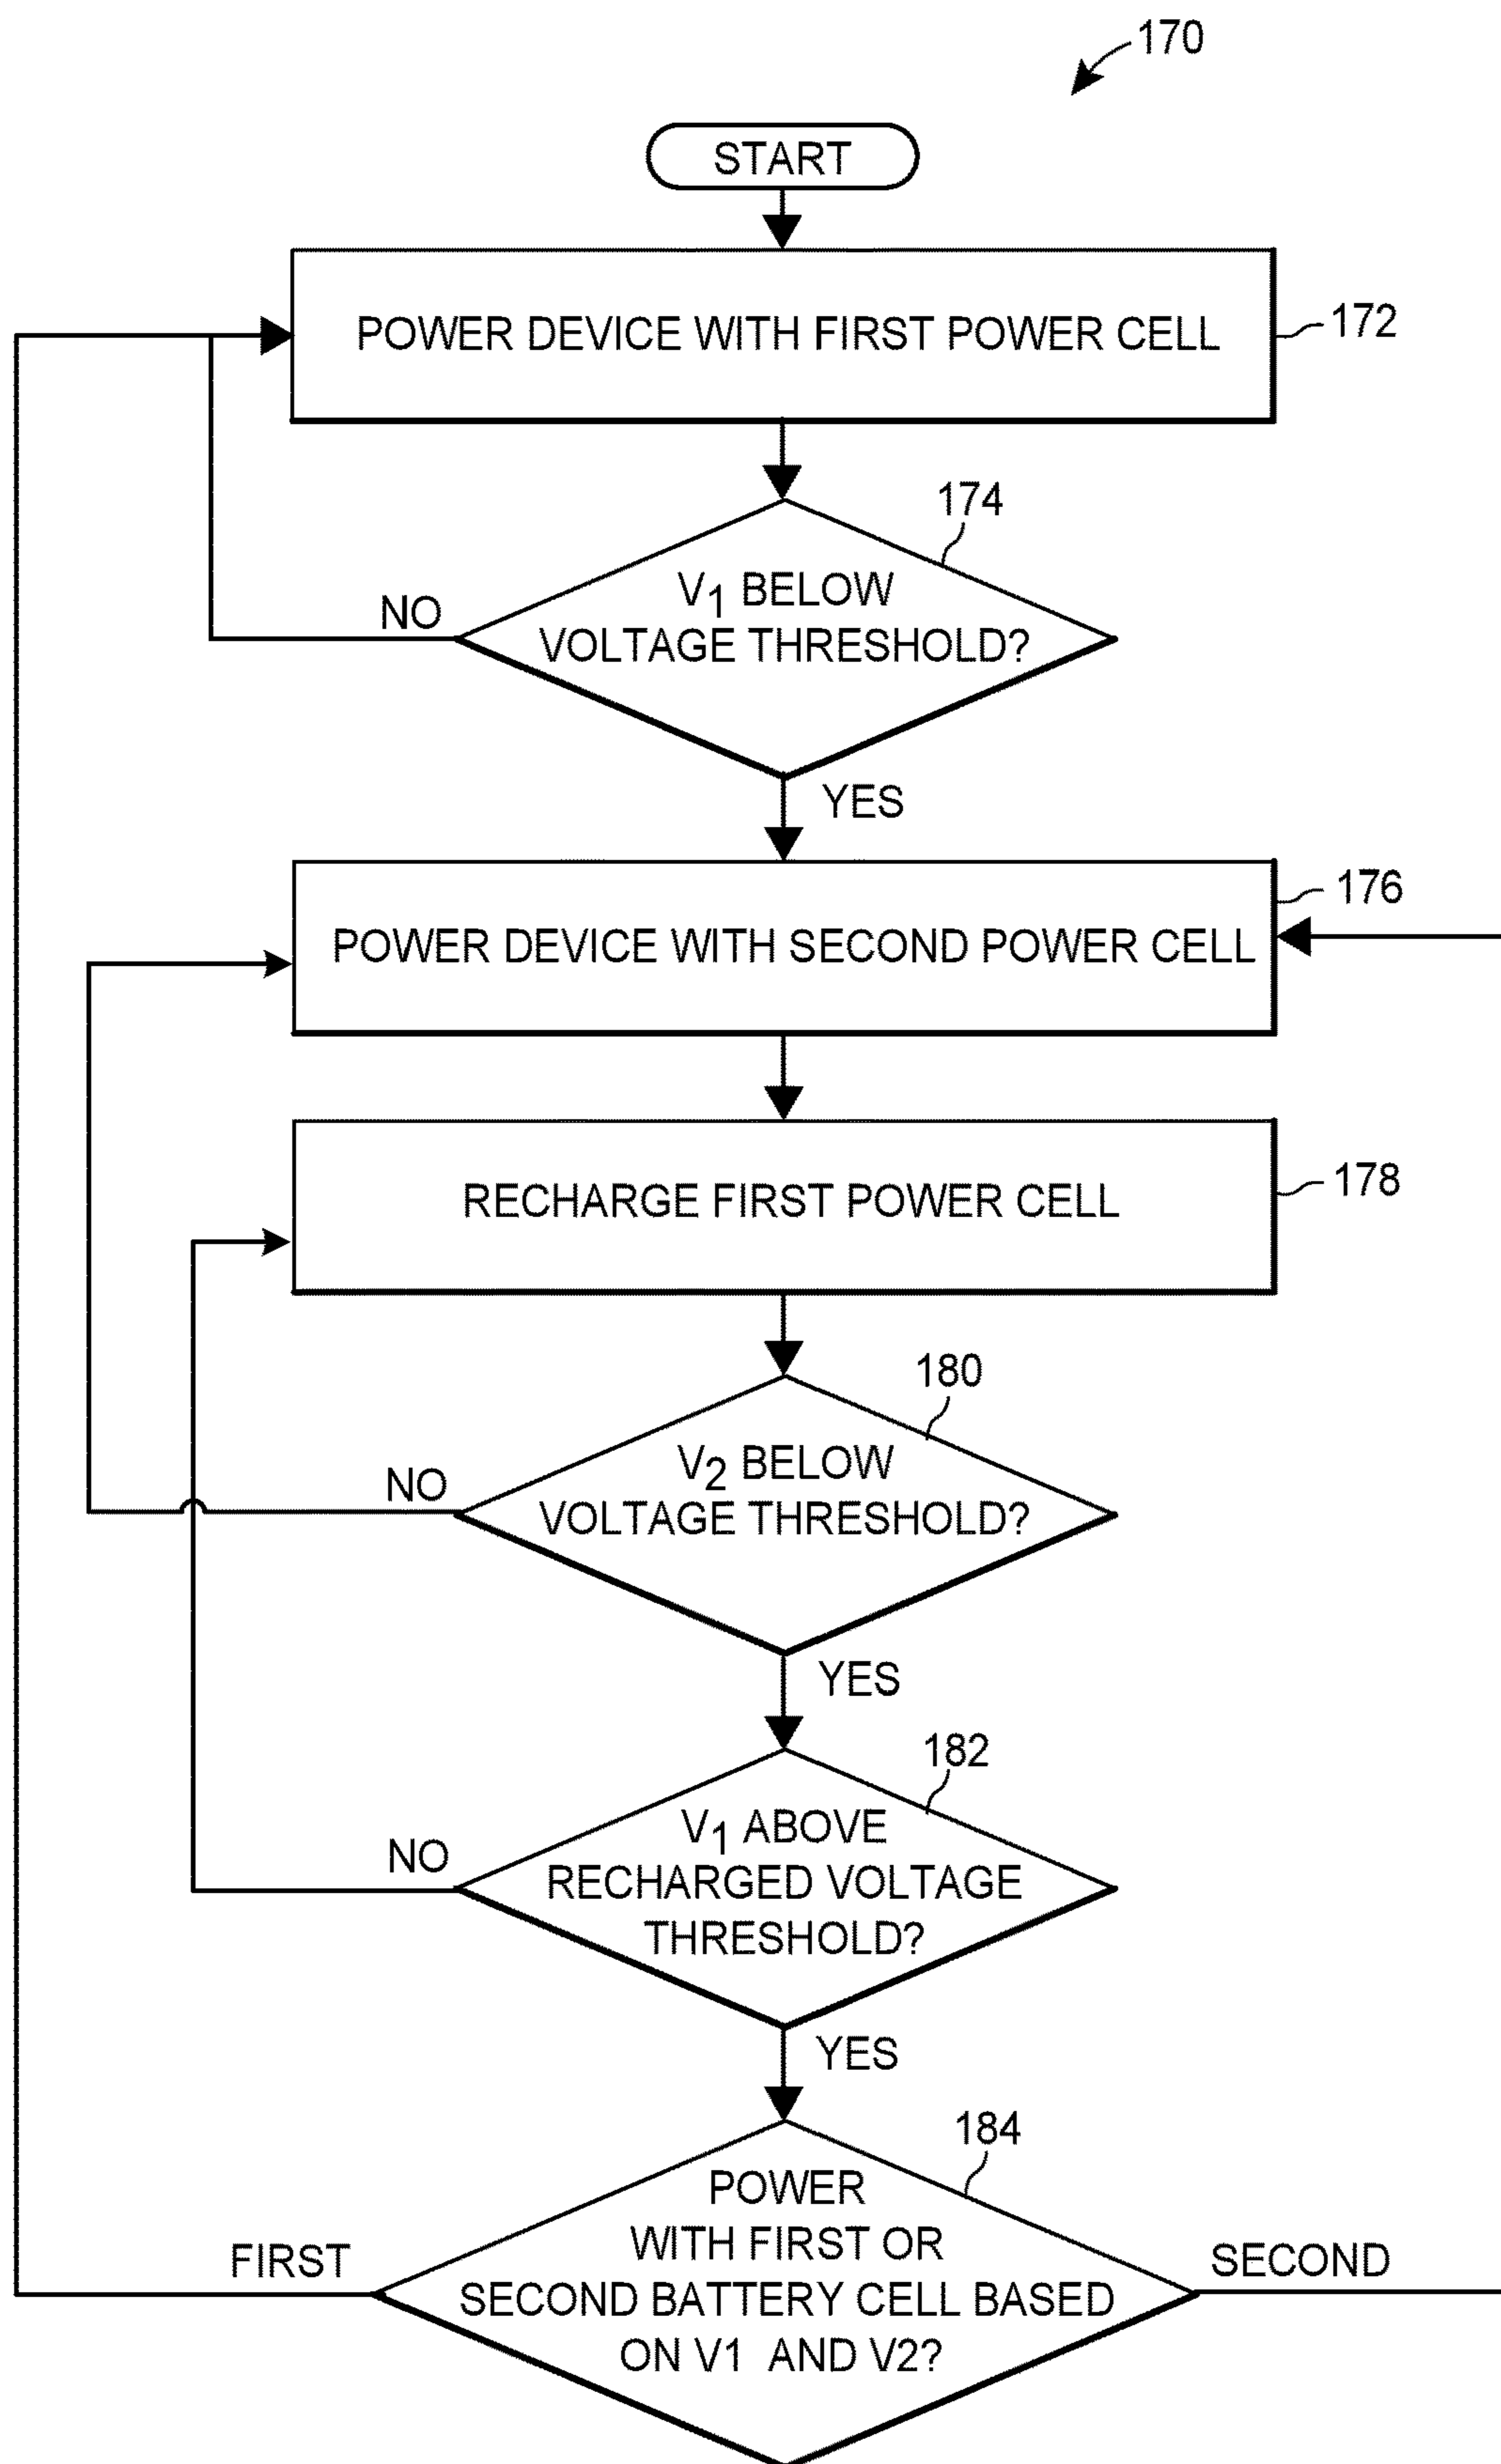 170
START
POWER DEVICE WITH FIRST POWER CELL
172
174
V1 BELOW
VOLTAGE THRESHOLD?
NO
YES
176
POWER DEVICE WITH SECOND POWER CELL
RECHARGE FIRST POWER CELL
178
180
V2 BELOW
VOLTAGE THRESHOLD?
NO
YES
182
V1 ABOVE
RECHARGED VOLTAGE
THRESHOLD?
NO
YES
184
POWER
WITH FIRST OR
SECOND BATTERY CELL BASED
ON V1 AND V2?
FIRST
SECOND